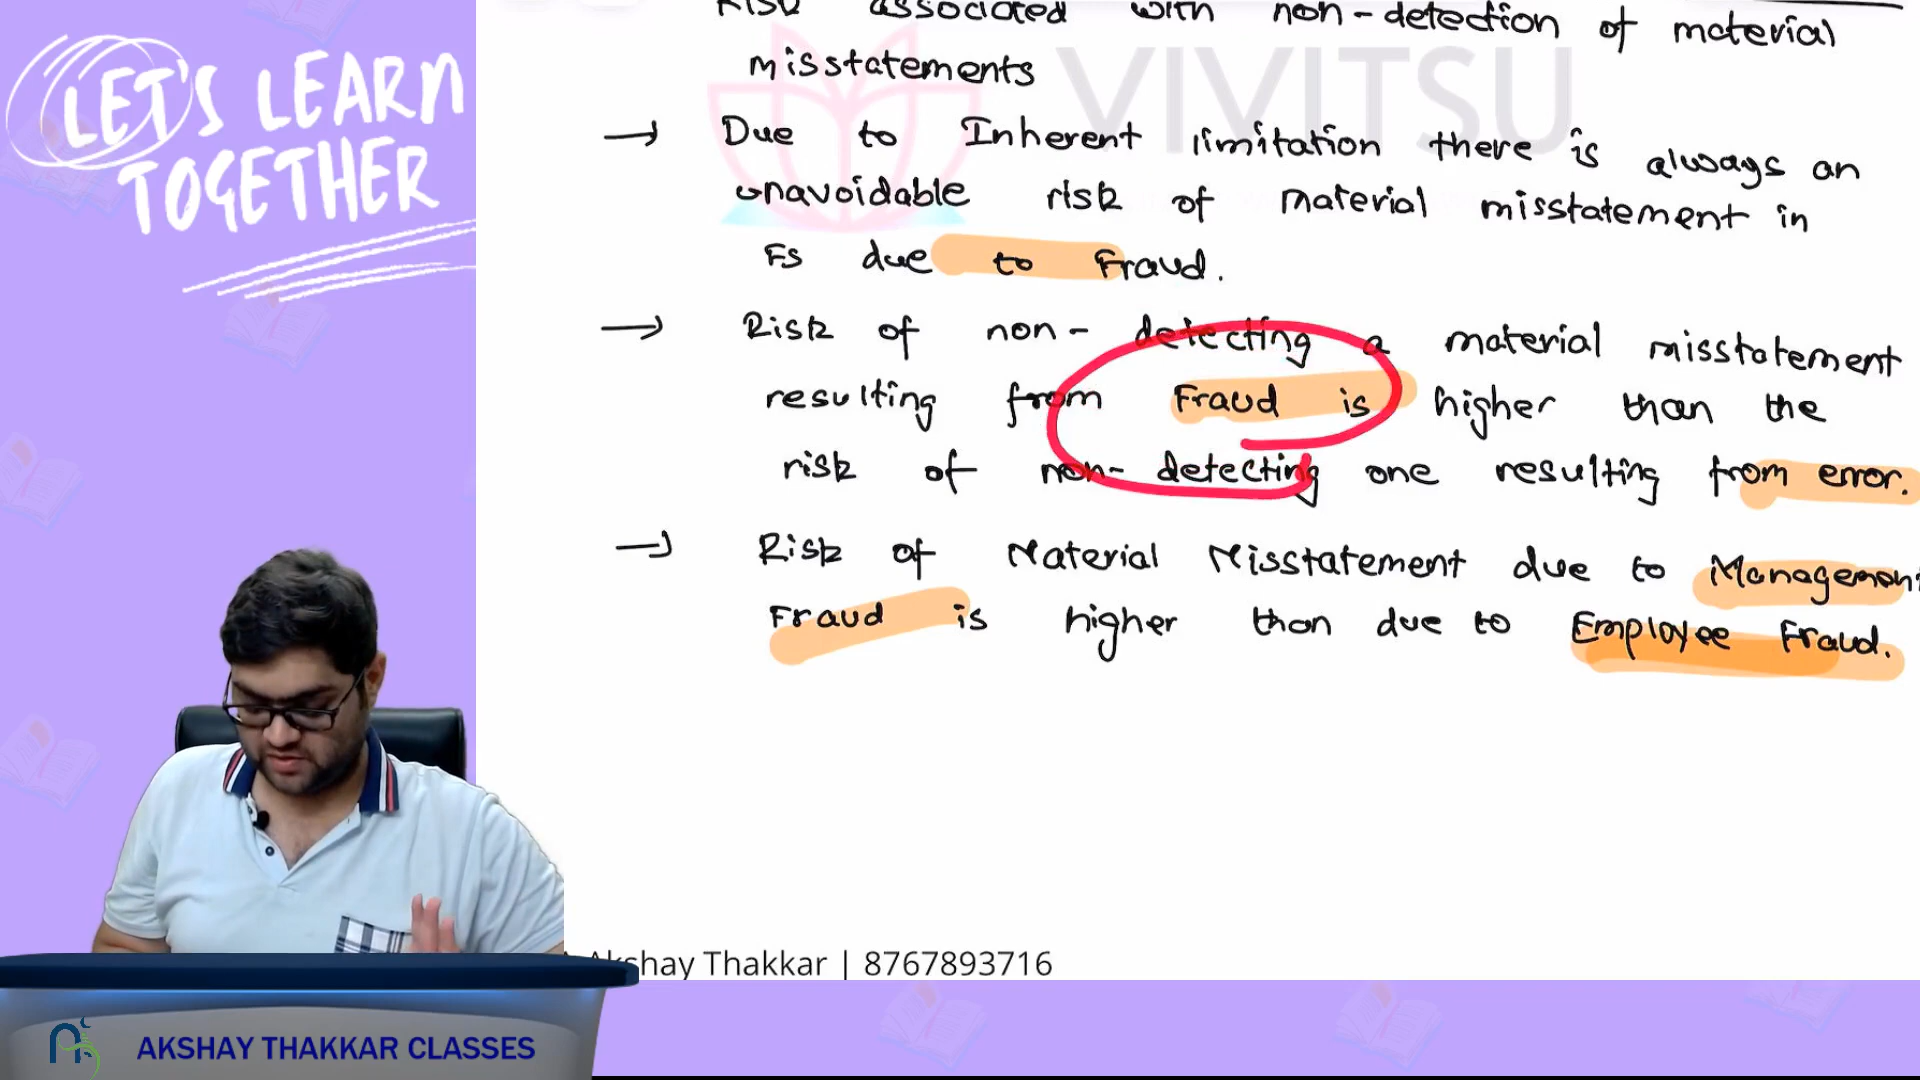 LET'S LEARN
TOGETHER
VIVITSU
Risk associated with non-detection of material
misstatements
→ Due to Inherent limitation there is always an
unavoidable risk of material misstatement in
FS due to Fraud.
→ Risk of non-detecting a material misstatement
resulting from Fraud is higher than the
risk of non-detecting one resulting from error.
→ Risk of Material Misstatement due to Management
Fraud is higher than due to Employee Fraud.
Akshay Thakkar | 8767893716
AKSHAY THAKKAR CLASSES